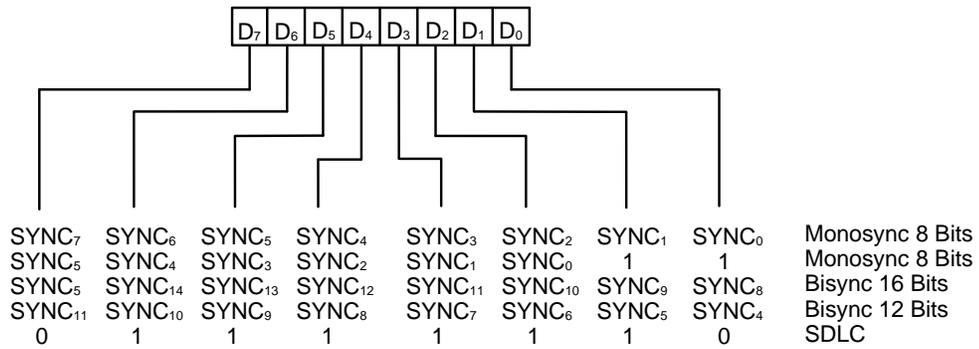 D₇ D₆ D₅ D₄ D₃ D₂ D₁ D₀
SYNC₇ SYNC₆ SYNC₅ SYNC₄ SYNC₃ SYNC₂ SYNC₁ SYNC₀ Monosync 8 Bits
SYNC₅ SYNC₄ SYNC₃ SYNC₂ SYNC₁ SYNC₀ 1 1 Monosync 8 Bits
SYNC₅ SYNC₁₄ SYNC₁₃ SYNC₁₂ SYNC₁₁ SYNC₁₀ SYNC₉ SYNC₈ Bisync 16 Bits
SYNC₁₁ SYNC₁₀ SYNC₉ SYNC₈ SYNC₇ SYNC₆ SYNC₅ SYNC₄ Bisync 12 Bits
0 1 1 1 1 1 1 0 SDLC